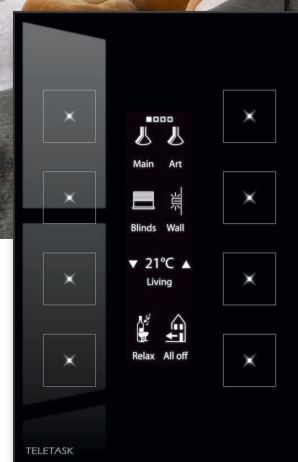 Main Art
Blinds Wall
▼ 21°C ▲
Living
Relax All off
TELETASK